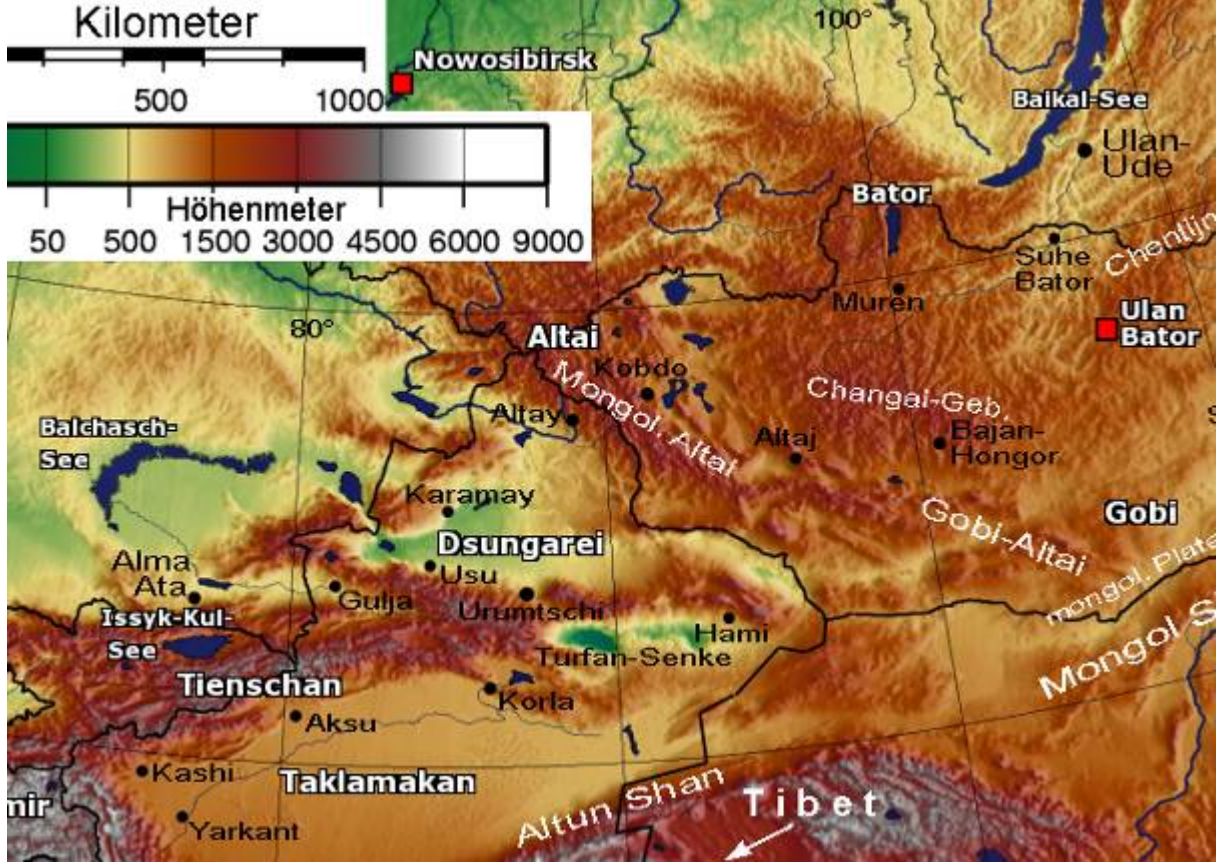 Kilometer
500 1000
Nowosibirsk
100°
Baikal-See
Ulan-
Ude
Höhenmeter
50 500 1500 3000 4500 6000 9000
Bator
Chentijn
Suhe
Bator
Muren
Ulan
Bator
80°
Altai
Kobdo
Mongol. Altai
Changai-Geb.
Altay
Altaj
Bajan-
Hongor
Balchasch-
See
Karamay
Gobi
Gobi-Altai
Dsungarei
Alma
Ata
Usu
Gulja
Urumtschi
mongol. Plate
Issyk-Kul-
See
Hami
Turfan-Senke
Mongol S
Tienschan
Korla
Aksu
Kashi
Taklamakan
Altun Shan
Tibet
mir
Yarkant